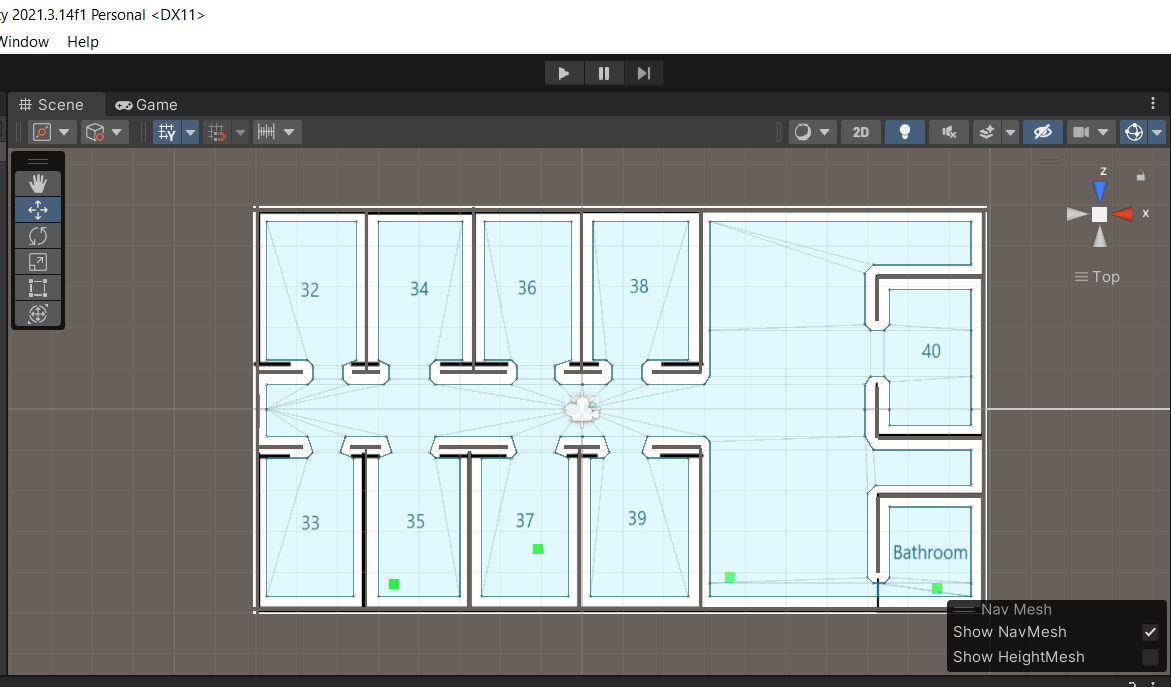 y 2021.3.14f1 Personal <DX11>
Window Help
Scene Game
2D
z
x
Top
32 34 36 38
40
33 35 37 39
Bathroom
Nav Mesh
Show NavMesh
Show HeightMesh